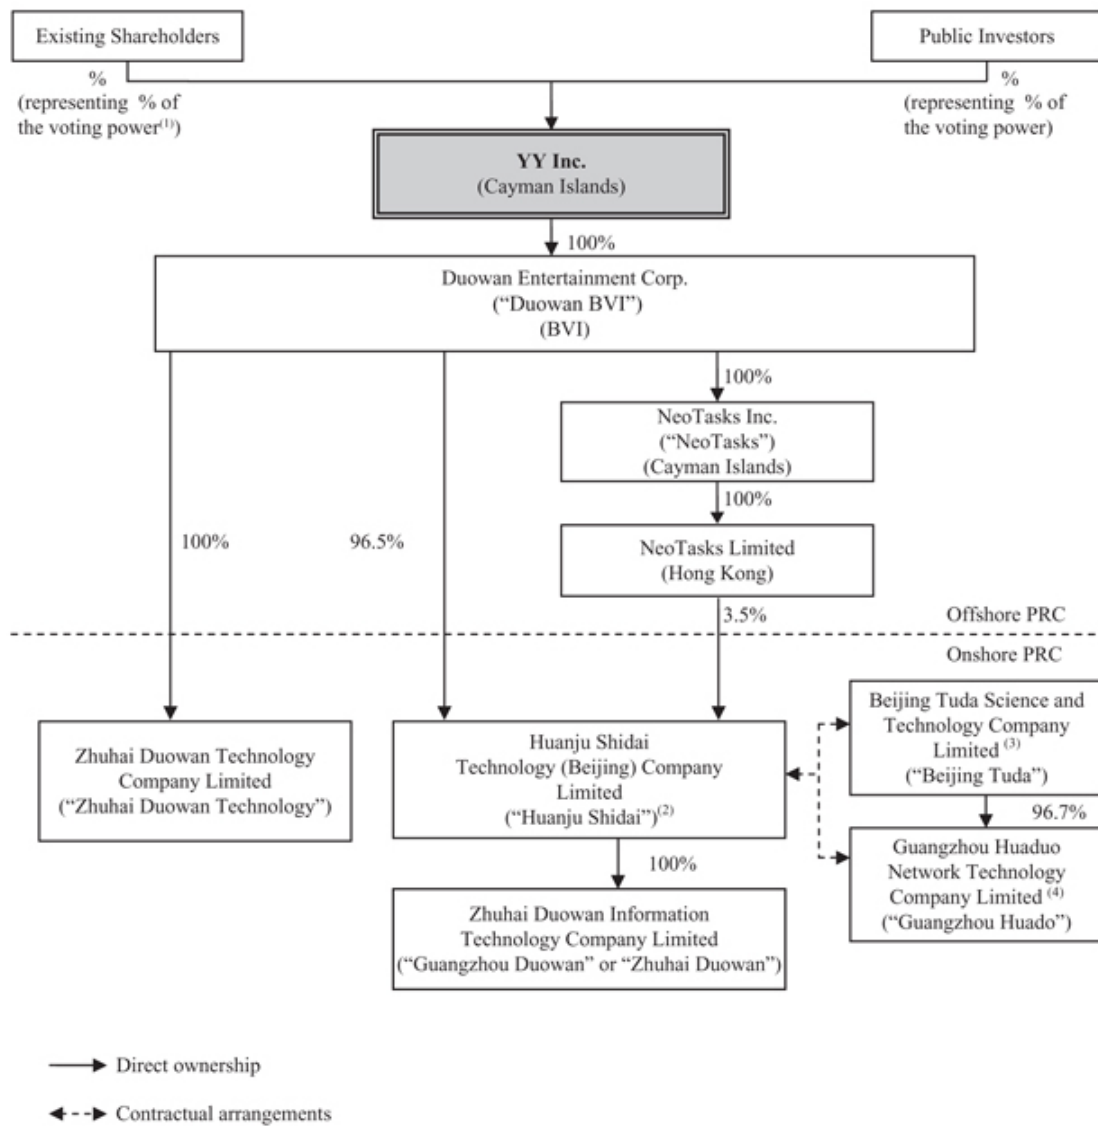 Existing Shareholders
Public Investors
%
(representing % of
the voting power(1))
%
(representing % of
the voting power)
YY Inc.
(Cayman Islands)
100%
Duowan Entertainment Corp.
(“Duowan BVI”)
(BVI)
100%
NeoTasks Inc.
(“NeoTasks”)
(Cayman Islands)
100%
100%
96.5%
NeoTasks Limited
(Hong Kong)
3.5%
Offshore PRC
Onshore PRC
Zhuhai Duowan Technology
Company Limited
(“Zhuhai Duowan Technology”)
Huanju Shidai
Technology (Beijing) Company
Limited
(“Huanju Shidai”)(2)
Beijing Tuda Science and
Technology Company
Limited (3)
(“Beijing Tuda”)
96.7%
Guangzhou Huaduo
Network Technology
Company Limited (4)
(“Guangzhou Huado”)
100%
Zhuhai Duowan Information
Technology Company Limited
(“Guangzhou Duowan” or “Zhuhai Duowan”)
Direct ownership
Contractual arrangements